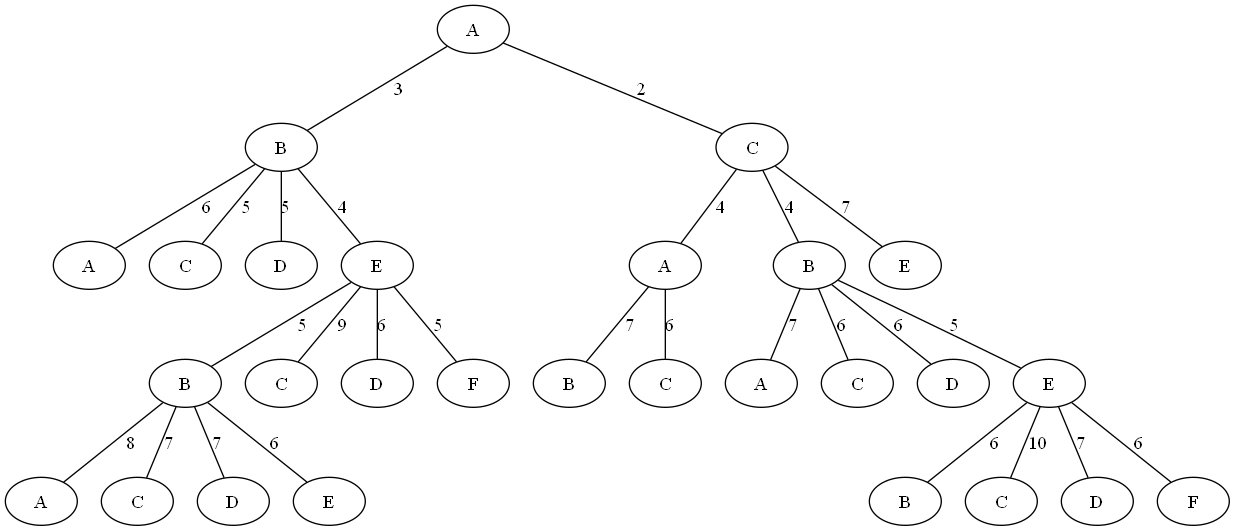 A
3 2
B C
6 5 5 4 4 4 7
A C D E A B E
5 9 6 5 7 6 7 6 6 5
B C D F B C A C D E
8 7 7 6 6 10 7 6
A C D E B C D F